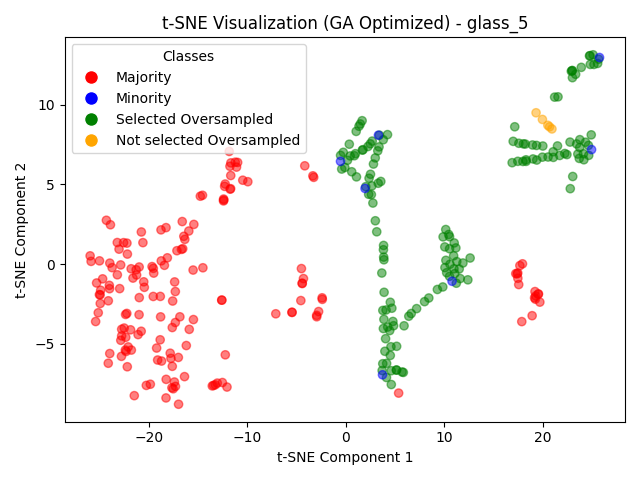 t-SNE Visualization (GA Optimized) - glass_5
Classes
Majority
Minority
Selected Oversampled
Not selected Oversampled
10
5
0
−5
t-SNE Component 2
−20 −10 0 10 20
t-SNE Component 1